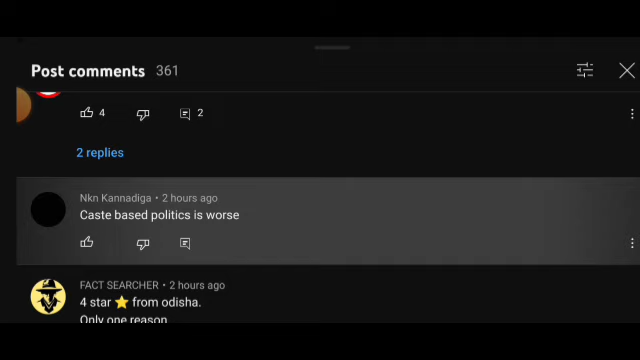 Post comments 361
4 2
2 replies
Nkn Kannadiga • 2 hours ago
Caste based politics is worse
FACT SEARCHER • 2 hours ago
4 star ⭐ from odisha.
Only one reason